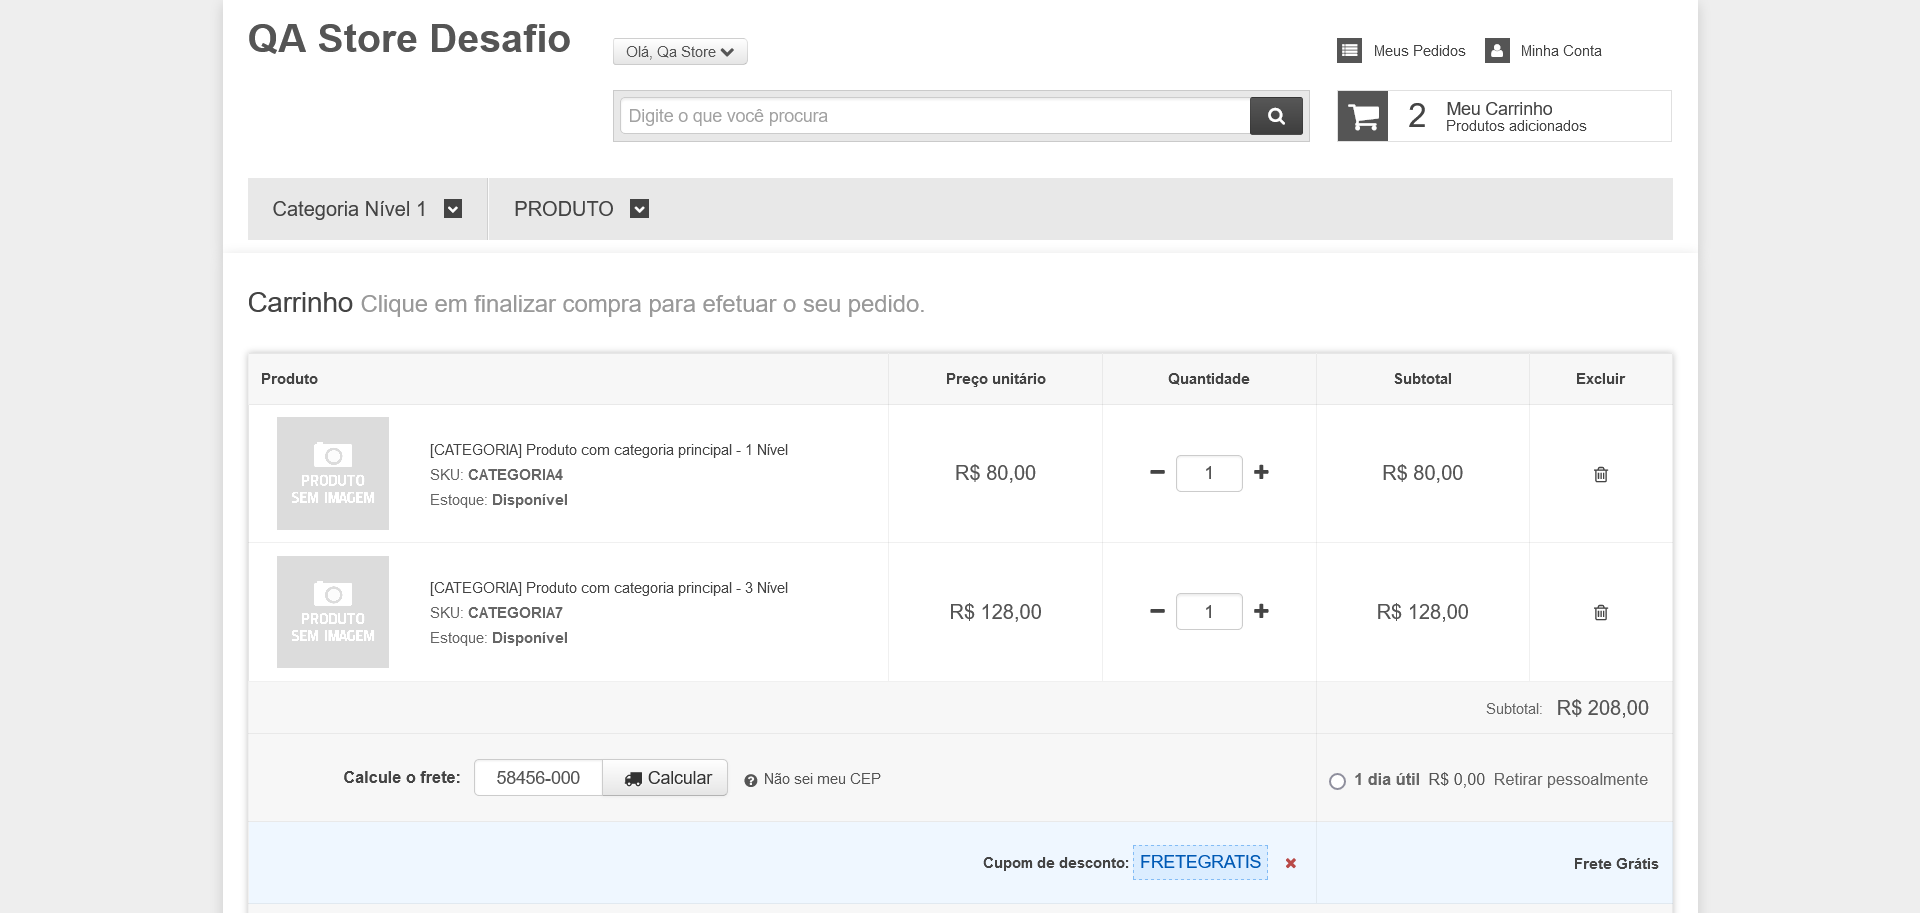 QA Store Desafio
Olá, Qa Store
Meus Pedidos
Minha Conta
Digite o que você procura
2
Meu Carrinho
Produtos adicionados
Categoria Nível 1
PRODUTO
Carrinho Clique em finalizar compra para efetuar o seu pedido.
Produto
Preço unitário
Quantidade
Subtotal
Excluir
PRODUTO
SEM IMAGEM
[CATEGORIA] Produto com categoria principal - 1 Nível
SKU: CATEGORIA4
Estoque: Disponível
R$ 80,00
1
R$ 80,00
PRODUTO
SEM IMAGEM
[CATEGORIA] Produto com categoria principal - 3 Nível
SKU: CATEGORIA7
Estoque: Disponível
R$ 128,00
1
R$ 128,00
Subtotal: R$ 208,00
Calcule o frete:
58456-000
Calcular
Não sei meu CEP
1 dia útil R$ 0,00 Retirar pessoalmente
Cupom de desconto: FRETEGRATIS
Frete Grátis